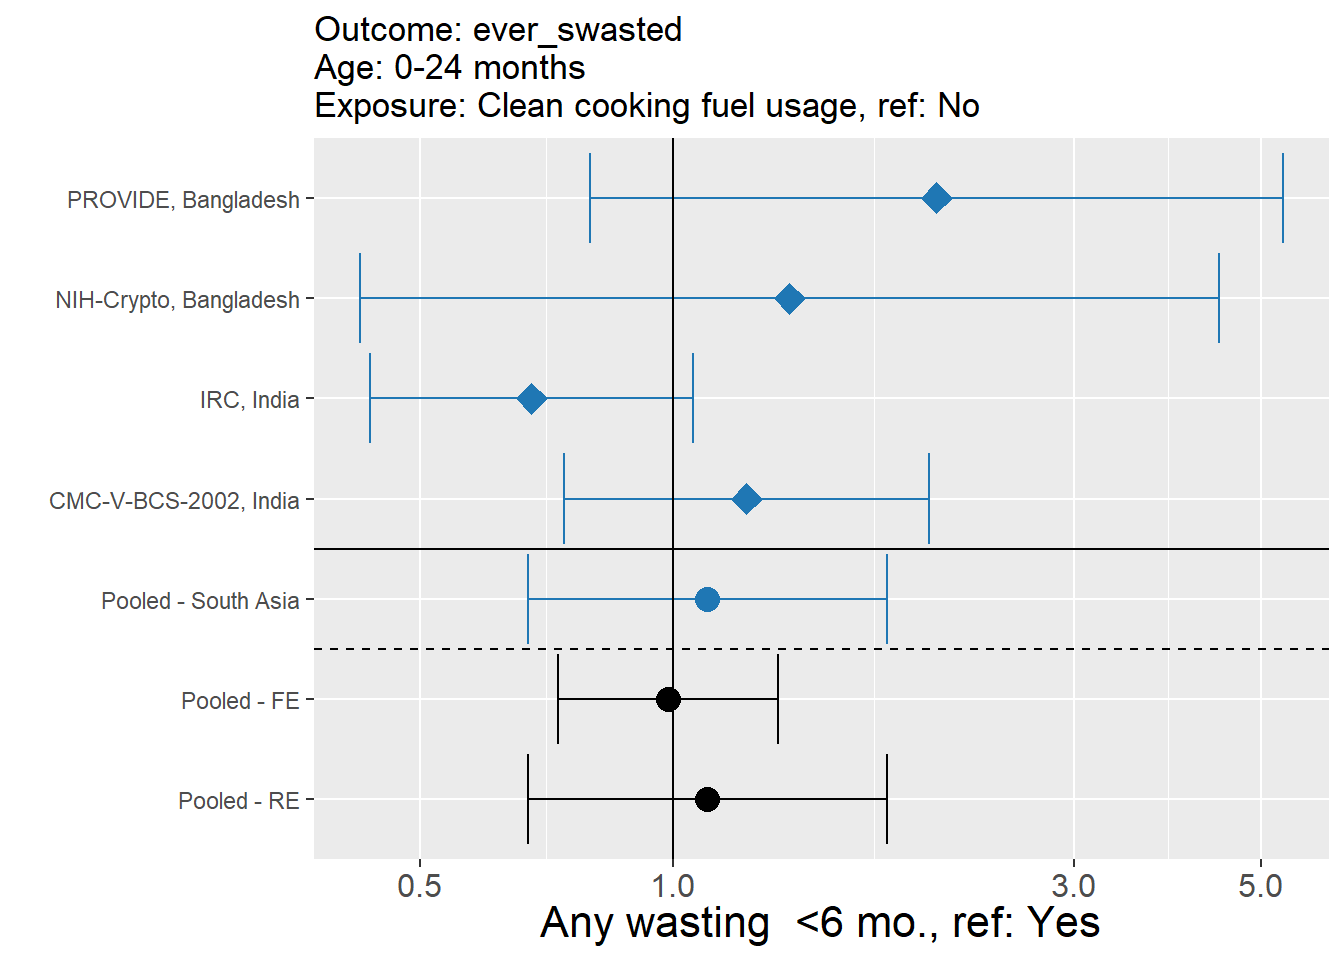 Outcome: ever_swasted
Age: 0-24 months
Exposure: Clean cooking fuel usage, ref: No
PROVIDE, Bangladesh
NIH-Crypto, Bangladesh
IRC, India
CMC-V-BCS-2002, India
Pooled - South Asia
Pooled - FE
Pooled - RE
0.5 1.0 3.0 5.0
Any wasting  <6 mo., ref: Yes